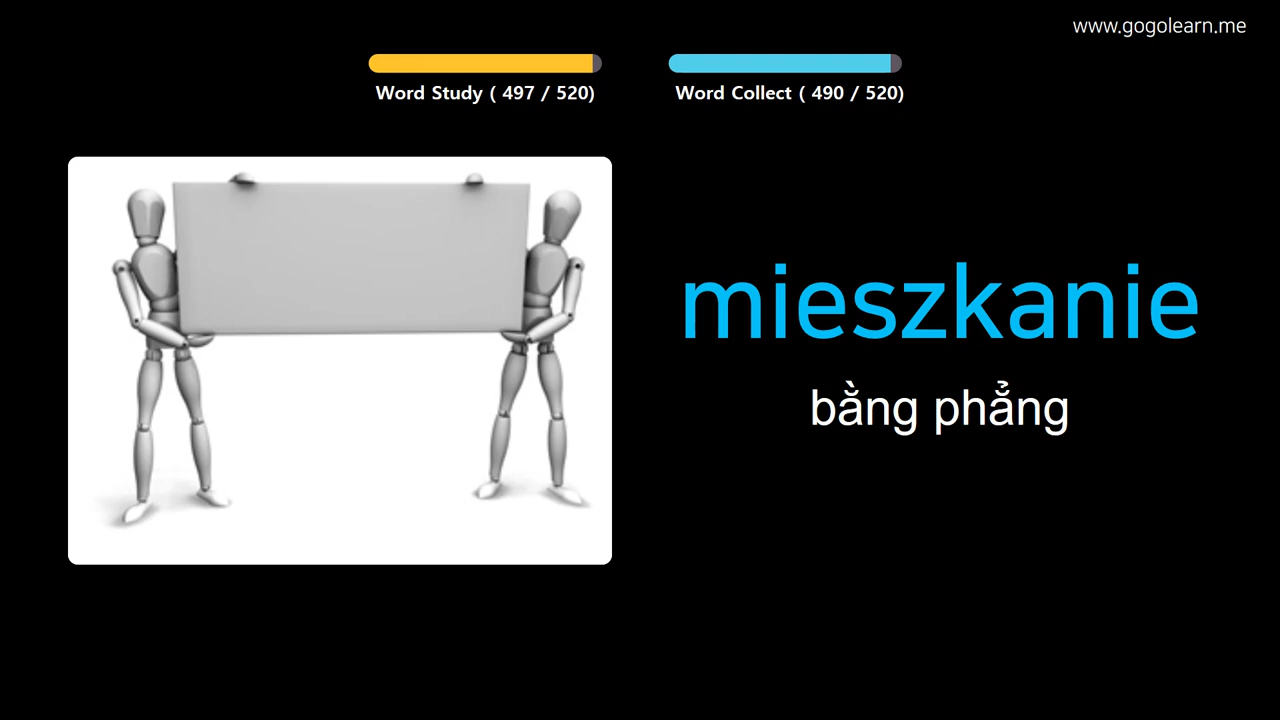 www.gogolearn.me
Word Study ( 497 / 520)
Word Collect ( 490 / 520)
mieszkanie
bằng phẳng